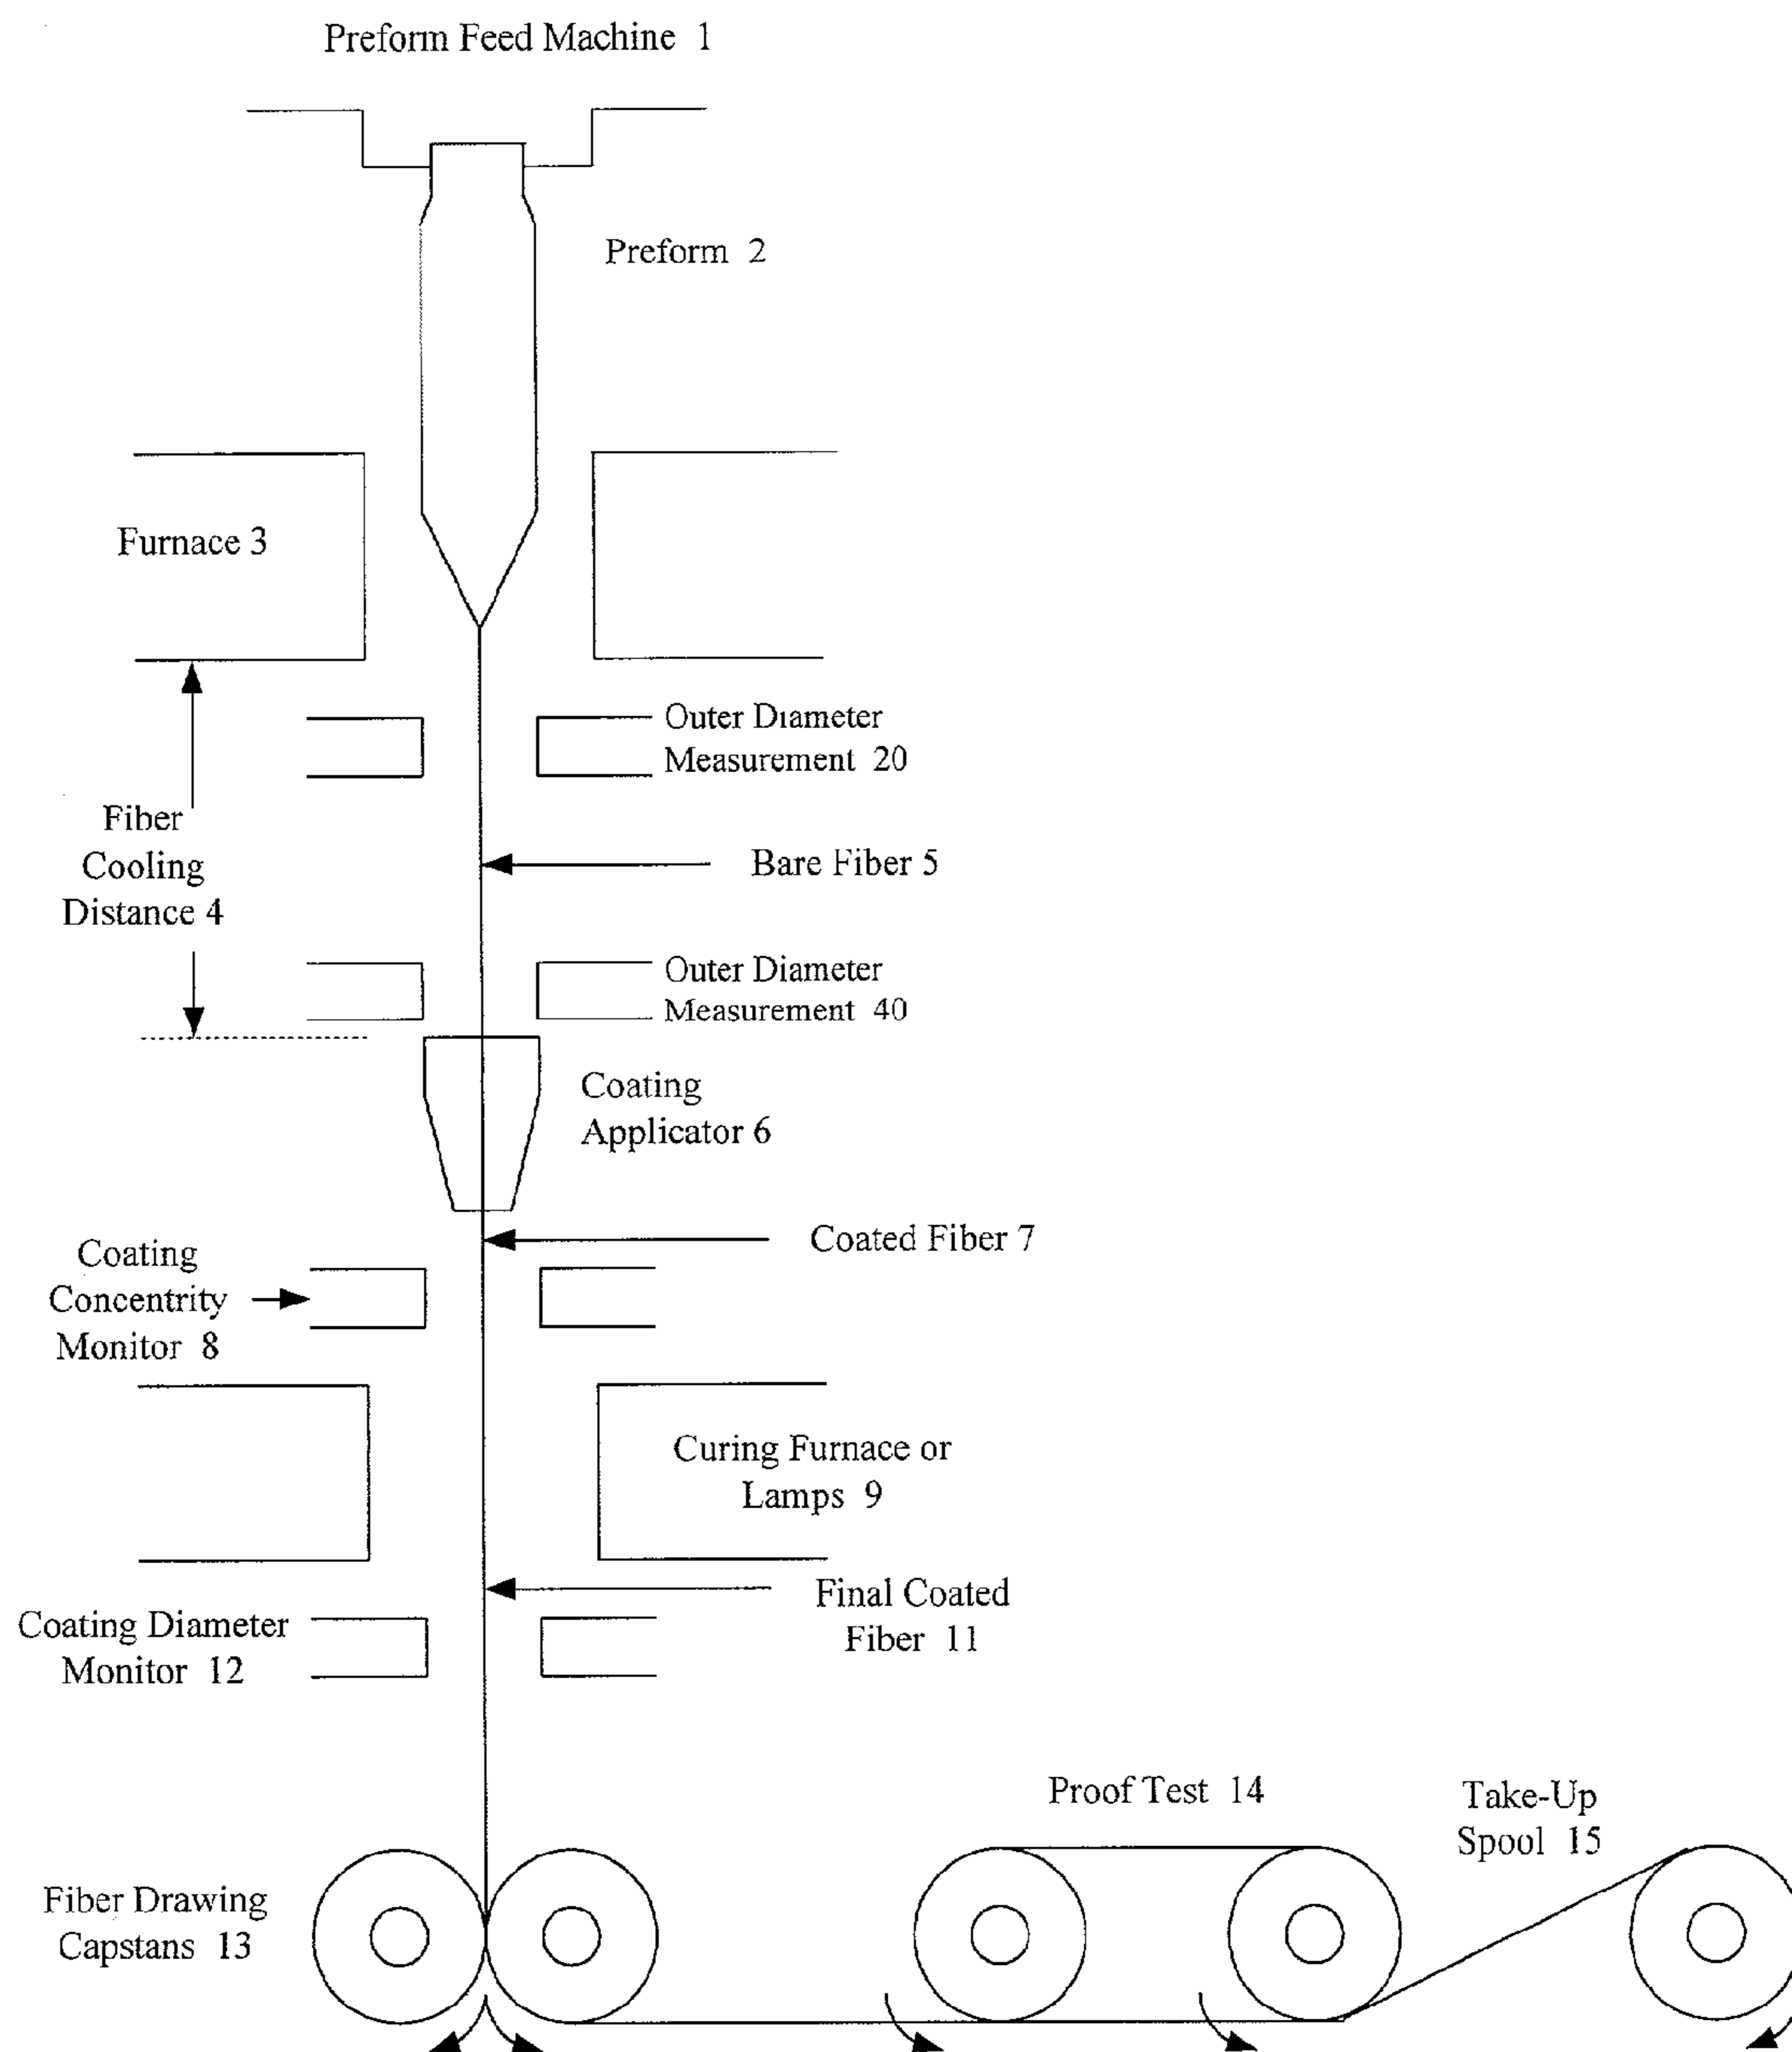 Preform Feed Machine 1
Preform 2
Furnace 3
Outer Diameter
Measurement 20
Fiber
Cooling
Distance 4
Bare Fiber 5
Outer Diameter
Measurement 40
Coating
Applicator 6
Coated Fiber 7
Coating
Concentrity
Monitor 8
Curing Furnace or
Lamps 9
Final Coated
Fiber 11
Coating Diameter
Monitor 12
Proof Test 14
Take-Up
Spool 15
Fiber Drawing
Capstans 13